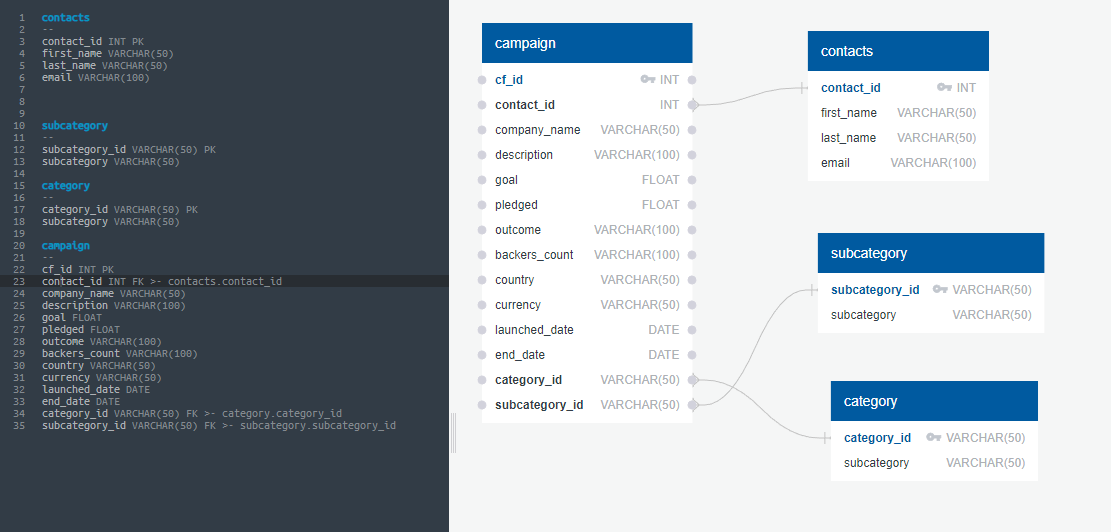 1 contacts
2 --
3 contact_id INT PK
4 first_name VARCHAR(50)
5 last_name VARCHAR(50)
6 email VARCHAR(100)
7
8
9
10 subcategory
11 --
12 subcategory_id VARCHAR(50) PK
13 subcategory VARCHAR(50)
14
15 category
16 --
17 category_id VARCHAR(50) PK
18 subcategory VARCHAR(50)
19
20 campaign
21 --
22 cf_id INT PK
23 contact_id INT FK >- contacts.contact_id
24 company_name VARCHAR(50)
25 description VARCHAR(100)
26 goal FLOAT
27 pledged FLOAT
28 outcome VARCHAR(100)
29 backers_count VARCHAR(100)
30 country VARCHAR(50)
31 currency VARCHAR(50)
32 launched_date DATE
33 end_date DATE
34 category_id VARCHAR(50) FK >- category.category_id
35 subcategory_id VARCHAR(50) FK >- subcategory.subcategory_id
campaign
cf_id INT
contact_id INT
company_name VARCHAR(50)
description VARCHAR(100)
goal FLOAT
pledged FLOAT
outcome VARCHAR(100)
backers_count VARCHAR(100)
country VARCHAR(50)
currency VARCHAR(50)
launched_date DATE
end_date DATE
category_id VARCHAR(50)
subcategory_id VARCHAR(50)
contacts
contact_id INT
first_name VARCHAR(50)
last_name VARCHAR(50)
email VARCHAR(100)
subcategory
subcategory_id VARCHAR(50)
subcategory VARCHAR(50)
category
category_id VARCHAR(50)
subcategory VARCHAR(50)